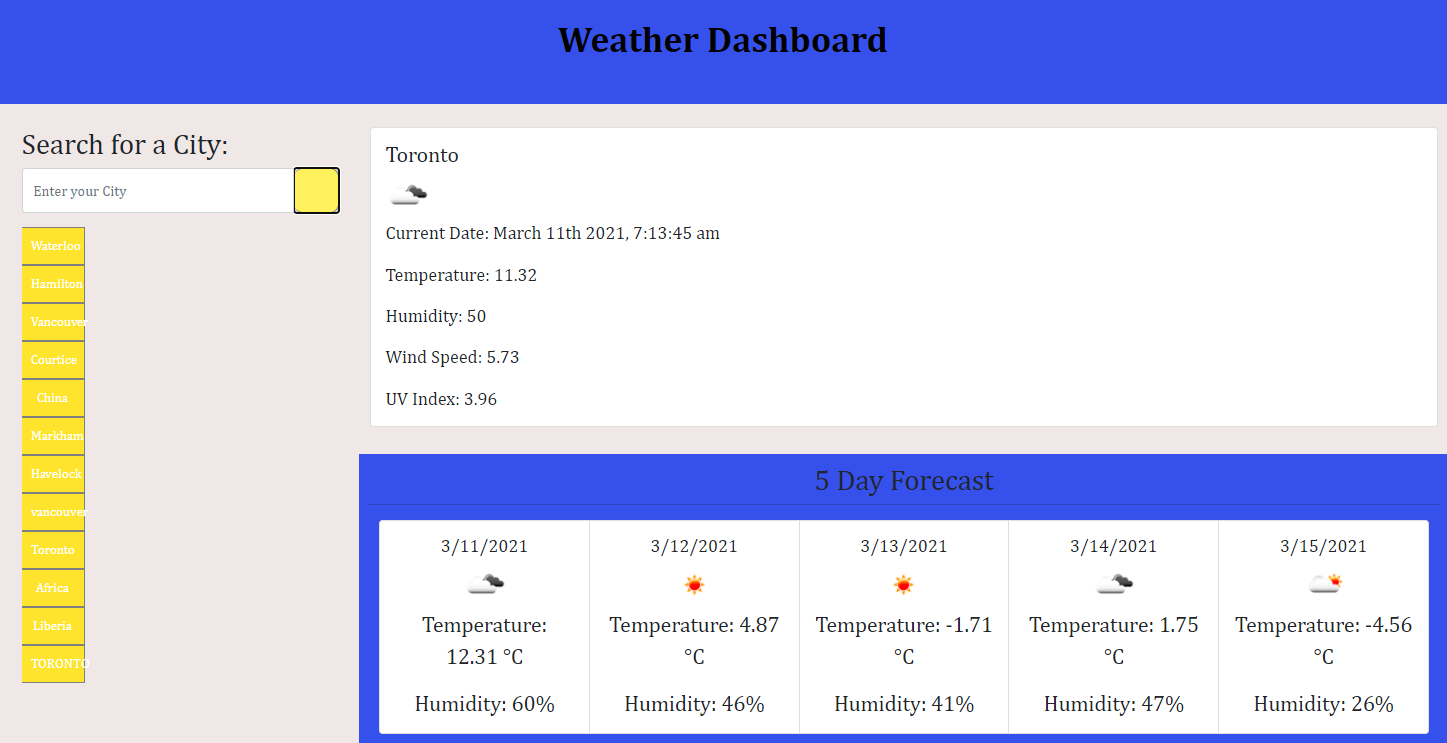 Weather Dashboard
Search for a City:
Enter your City
Waterloo
Hamilton
Vancouver
Courtice
China
Markham
Havelock
vancouver
Toronto
Africa
Liberia
TORONTO
Toronto
Current Date: March 11th 2021, 7:13:45 am
Temperature: 11.32
Humidity: 50
Wind Speed: 5.73
UV Index: 3.96
5 Day Forecast
3/11/2021
Temperature:
12.31 °C
Humidity: 60%
3/12/2021
Temperature: 4.87
°C
Humidity: 46%
3/13/2021
Temperature: -1.71
°C
Humidity: 41%
3/14/2021
Temperature: 1.75
°C
Humidity: 47%
3/15/2021
Temperature: -4.56
°C
Humidity: 26%